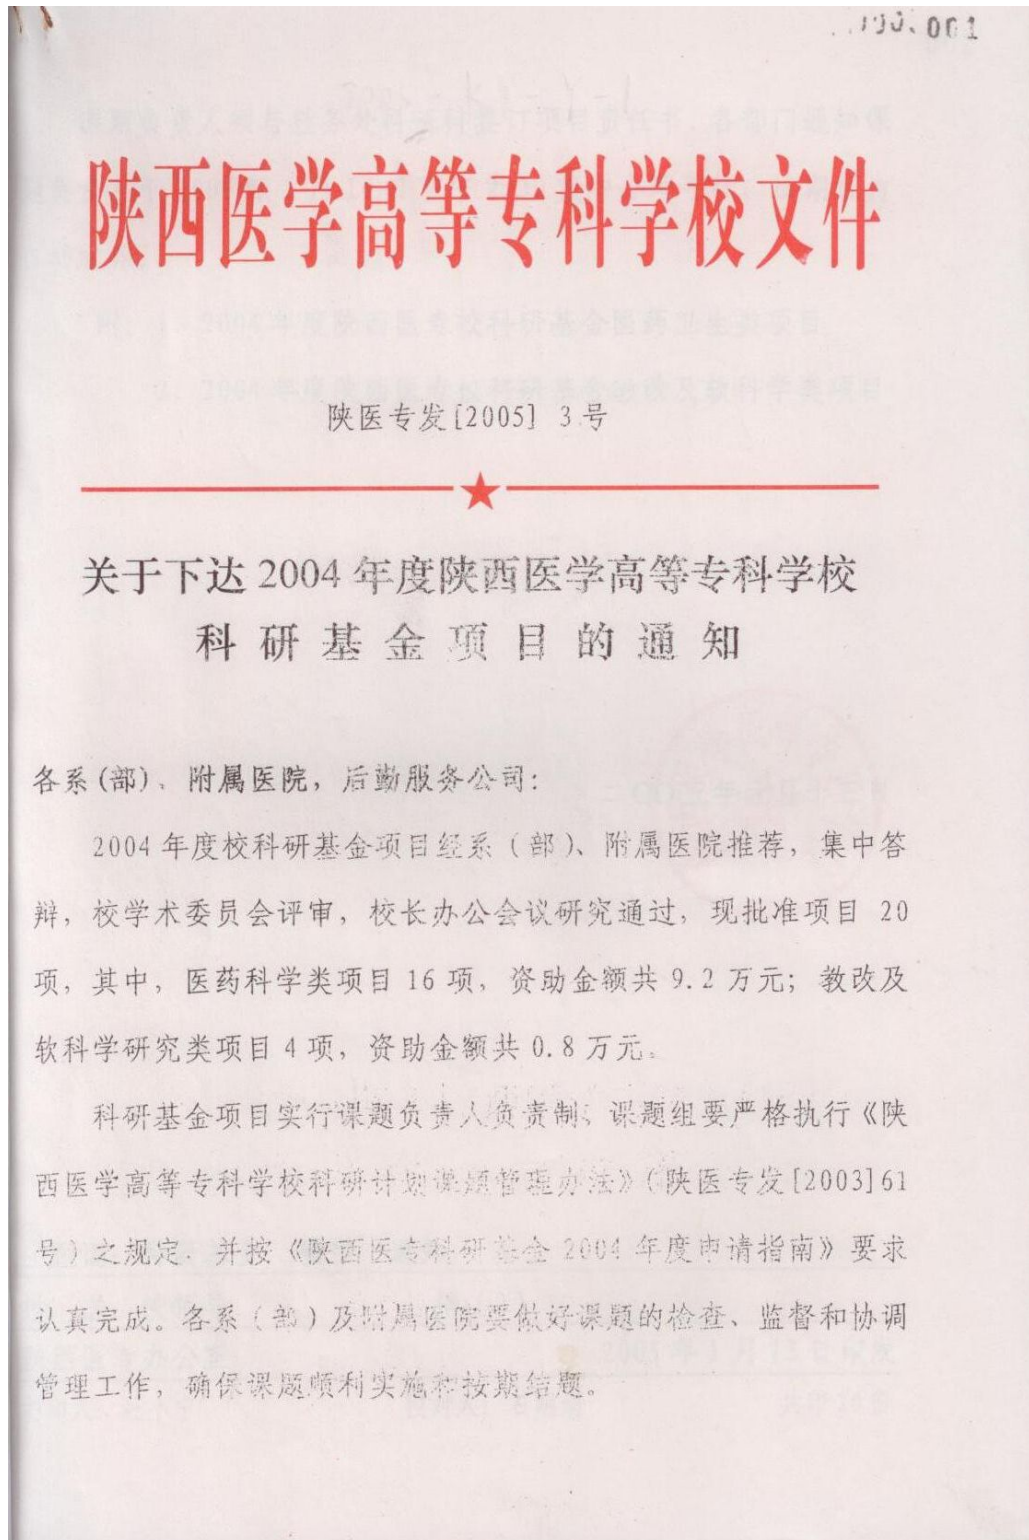 001
陕西医学高等专科学校文件
陕医专发[2005] 3号
关于下达2004年度陕西医学高等专科学校
科研基金项目的通知
各系(部)、附属医院，后勤服务公司：
2004年度校科研基金项目经系（部）、附属医院推荐，集中答
辩，校学术委员会评审，校长办公会议研究通过，现批准项目 20
项，其中，医药科学类项目16项，资助金额共9.2万元；教改及
软科学研究类项目4项，资助金额共0.8万元。
科研基金项目实行课题负责人负责制，课题组要严格执行《陕
西医学高等专科学校科研计划课题管理办法》（陕医专发[2003]61
号）之规定．并按《陕西医专科研基金2004年度申请指南》要求
认真完成。各系（部）及附属医院要做好课题的检查、监督和协调
管理工作，确保课题顺利实施和按期结题。